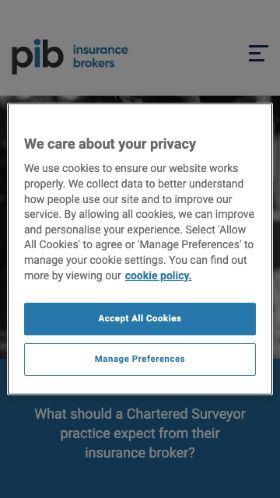 pib insurance
brokers
We care about your privacy
We use cookies to ensure our website works
properly. We collect data to better understand
how people use our site and to improve our
service. By allowing all cookies, we can improve
and personalise your experience. Select 'Allow
All Cookies' to agree or 'Manage Preferences' to
manage your cookie settings. You can find out
more by viewing our cookie policy.
Accept All Cookies
Manage Preferences
What should a Chartered Surveyor
practice expect from their
insurance broker?